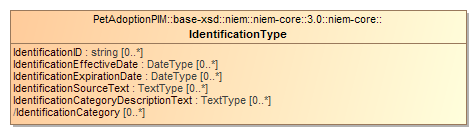 PetAdoptionPIM::base-xsd::niem::niem-core::3.0::niem-core::
IdentificationType
IdentificationID : string [0..*]
IdentificationEffectiveDate : DateType [0..*]
IdentificationExpirationDate : DateType [0..*]
IdentificationSourceText : TextType [0..*]
IdentificationCategoryDescriptionText : TextType [0..*]
/IdentificationCategory [0..*]